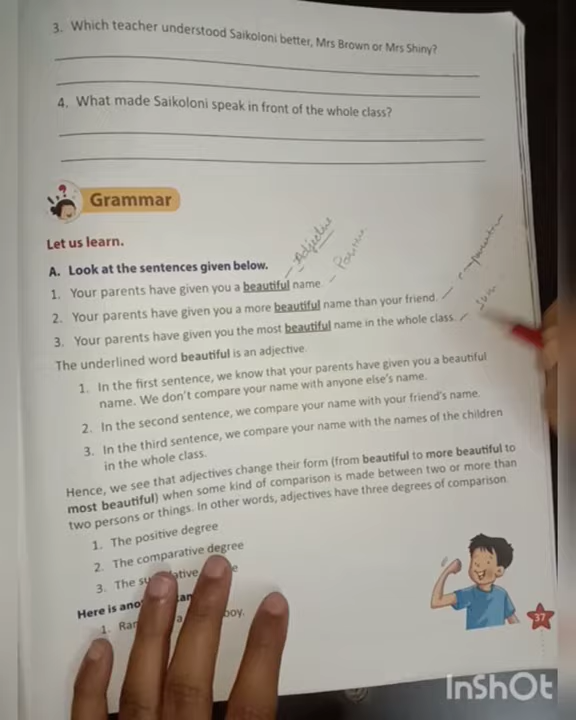 3. Which teacher understood Saikoloni better, Mrs Brown or Mrs Shiny?
4. What made Saikoloni speak in front of the whole class?
Grammar
Let us learn.
A. Look at the sentences given below.
Adjective
1. Your parents have given you a beautiful name.
Positive
2. Your parents have given you a more beautiful name than your friend.
3. Your parents have given you the most beautiful name in the whole class.
The underlined word beautiful is an adjective.
1. In the first sentence, we know that your parents have given you a beautiful
name. We don't compare your name with anyone else's name.
2. In the second sentence, we compare your name with your friend's name.
3. In the third sentence, we compare your name with the names of the children
in the whole class.
Hence, we see that adjectives change their form (from beautiful to more beautiful to
most beautiful) when some kind of comparison is made between two or more than
two persons or things. In other words, adjectives have three degrees of comparison.
1. The positive degree
2. The comparative degree
3. The
Here is
1. boy.
37
InShOt